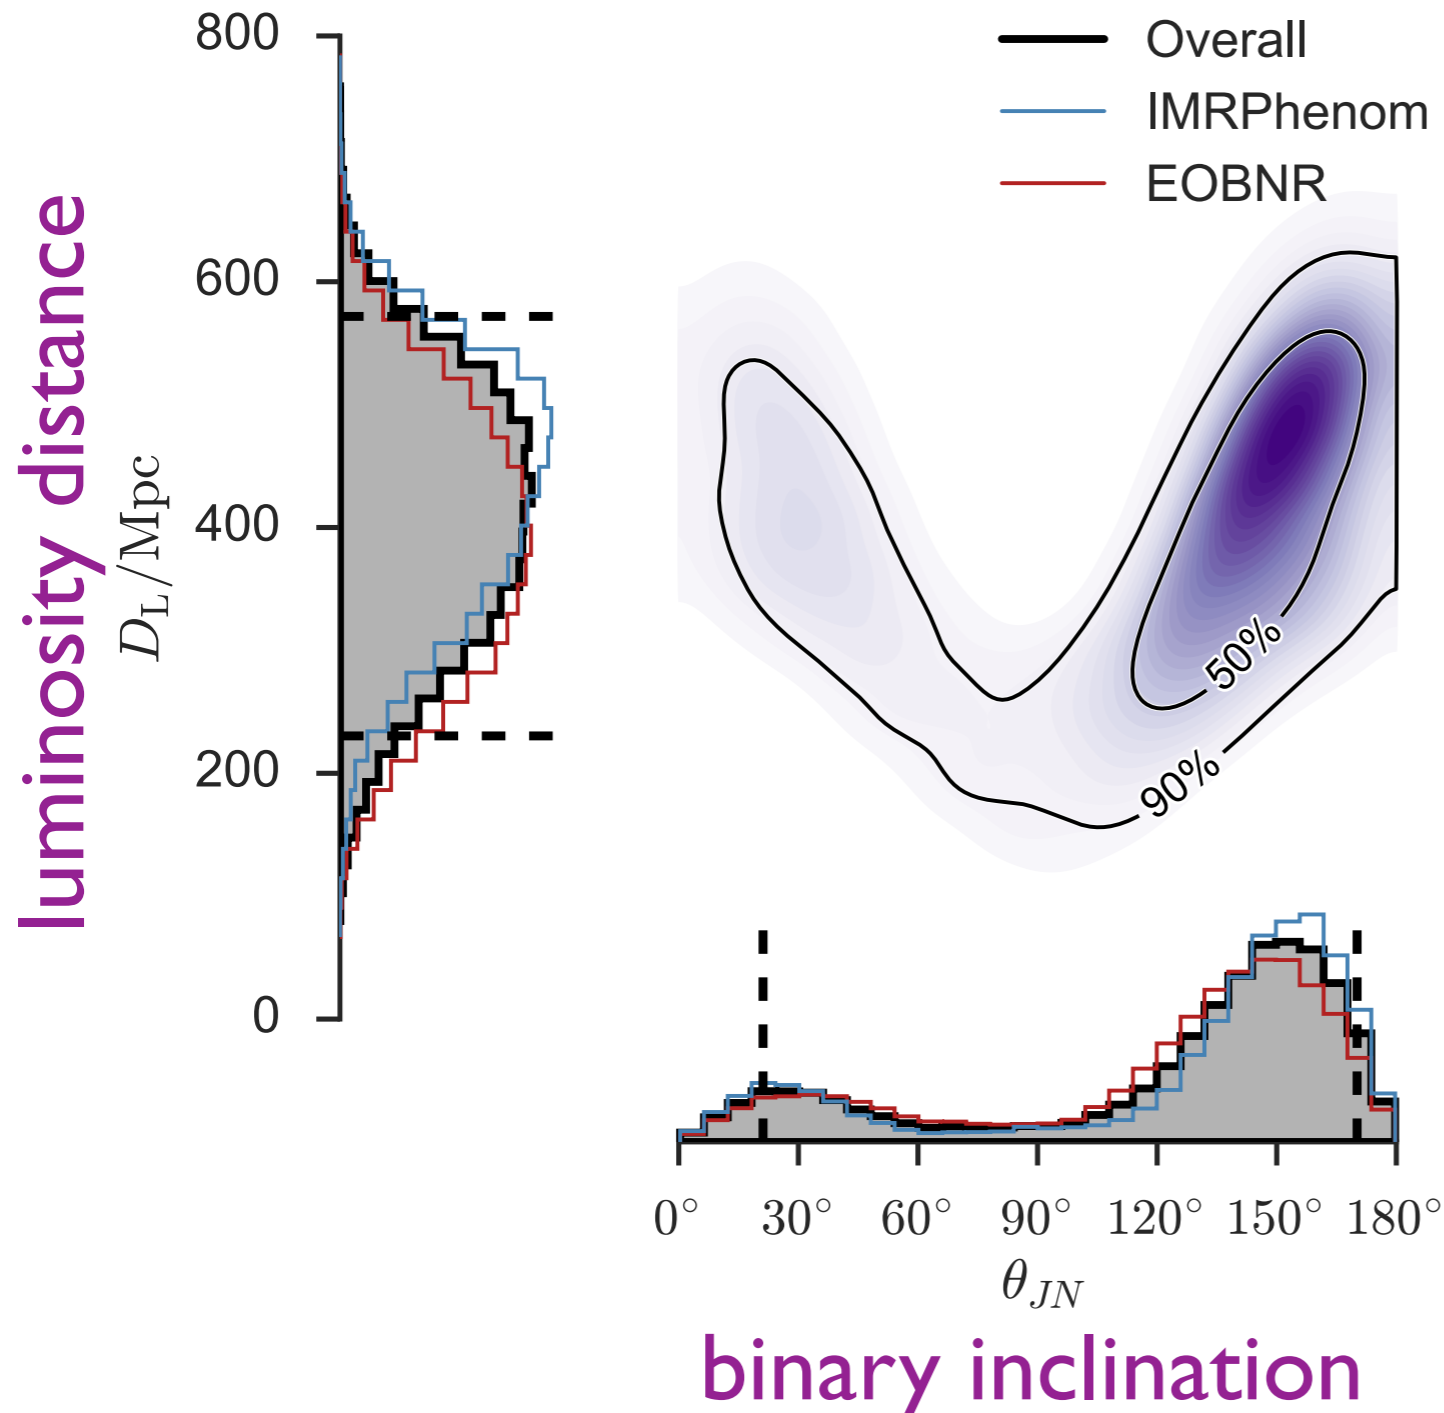 Overall
IMRPhenom
EOBNR
luminosity distance
D_L/Mpc
800
600
400
200
0
50%
90%
0° 30° 60° 90° 120° 150° 180°
θ_JN
binary inclination